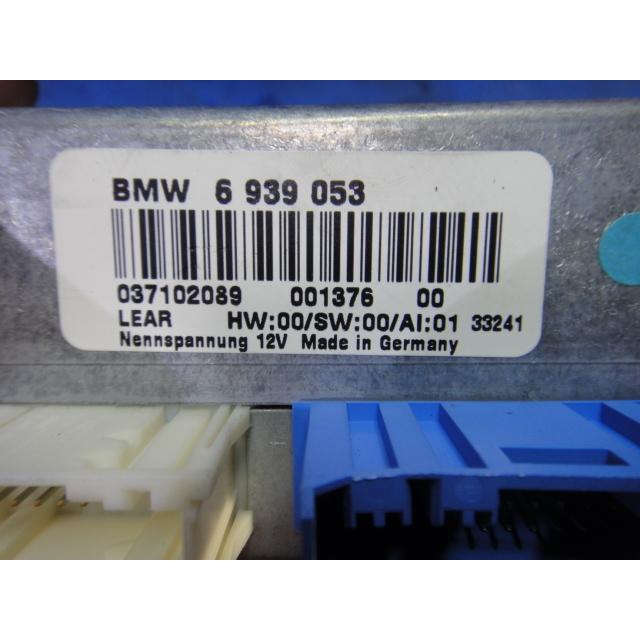 BMW 6 939 053
037102089 001376 00
LEAR HW:00/SW:00/AI:01 33241
Nennspannung 12V Made in Germany